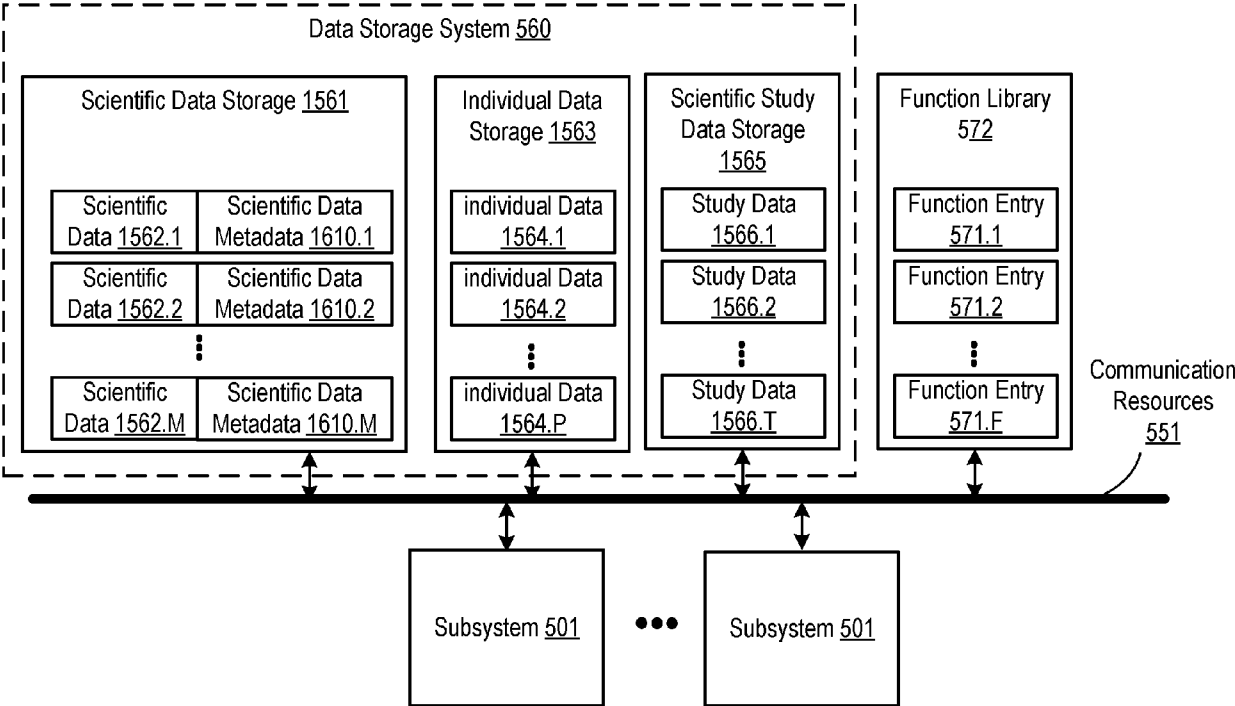 Data Storage System 560
Scientific Data Storage 1561
Scientific
Data 1562.1
Scientific Data
Metadata 1610.1
Scientific
Data 1562.2
Scientific Data
Metadata 1610.2
Scientific
Data 1562.M
Scientific Data
Metadata 1610.M
Individual Data
Storage 1563
individual Data
1564.1
individual Data
1564.2
individual Data
1564.P
Scientific Study
Data Storage
1565
Study Data
1566.1
Study Data
1566.2
Study Data
1566.T
Function Library
572
Function Entry
571.1
Function Entry
571.2
Function Entry
571.F
Communication
Resources
551
Subsystem 501
Subsystem 501